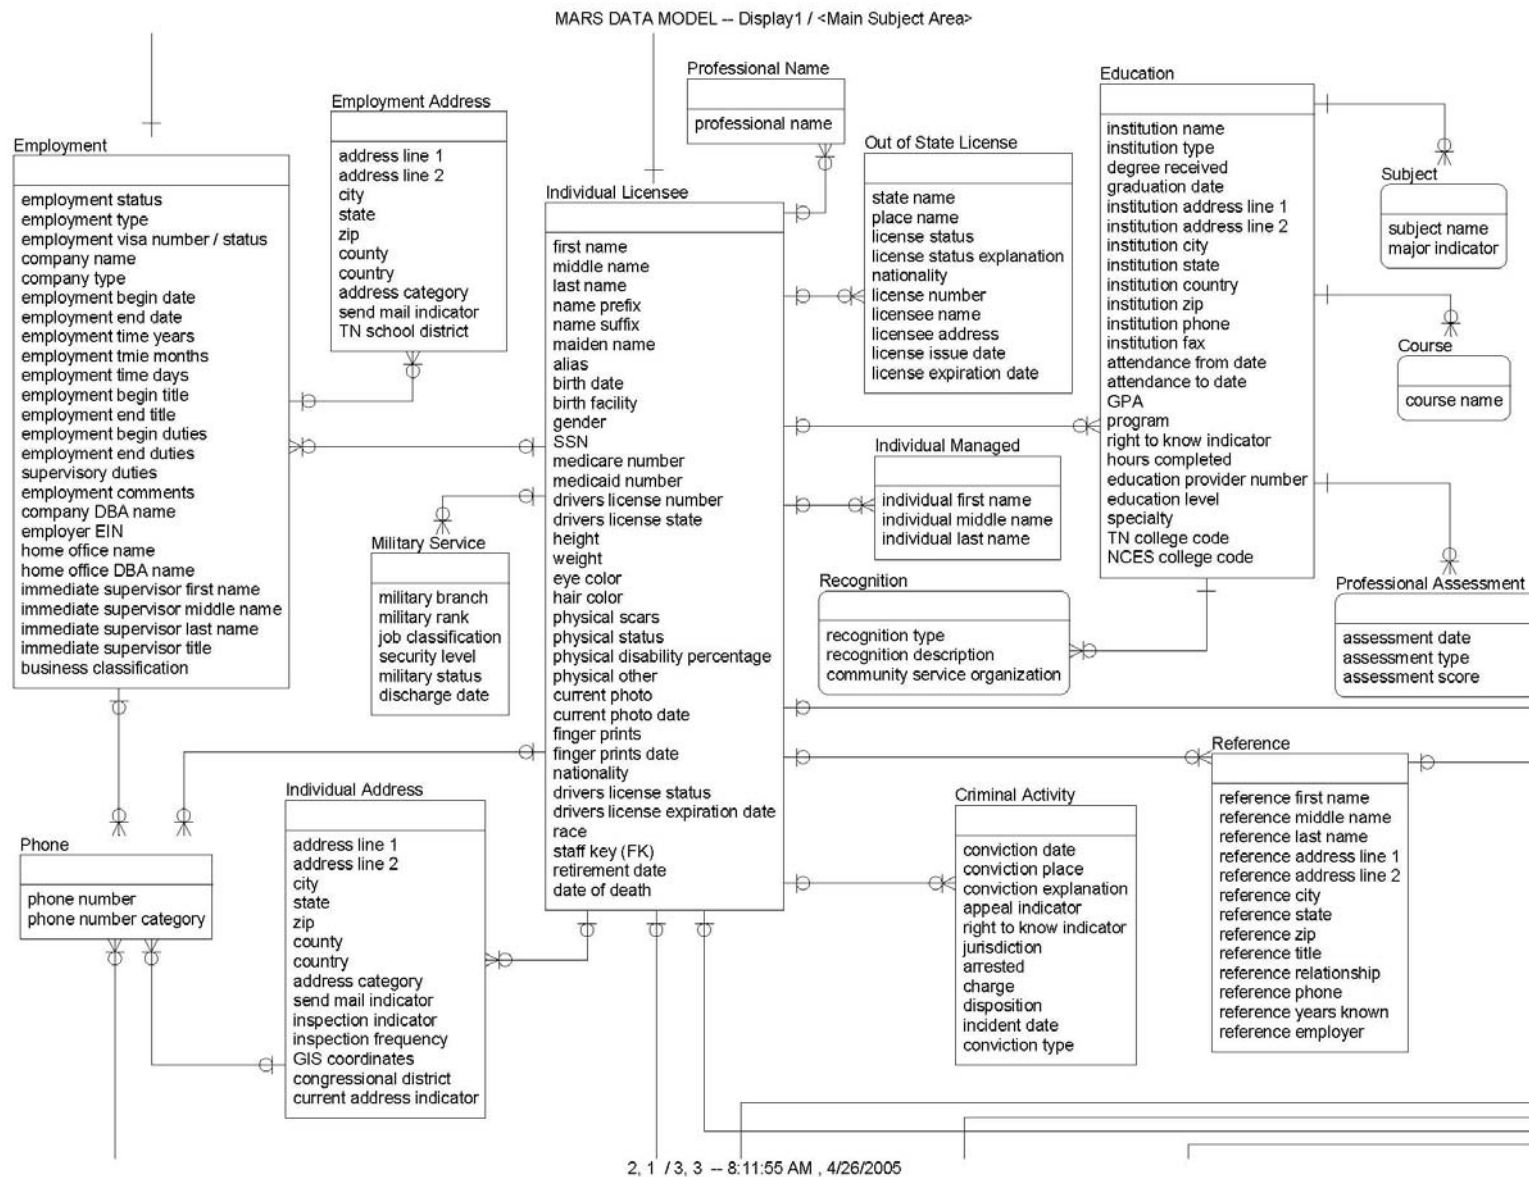 MARS DATA MODEL -- Display1 / <Main Subject Area>
Employment
employment status
employment type
employment visa number / status
company name
company type
employment begin date
employment end date
employment time years
employment tmie months
employment time days
employment begin title
employment end title
employment begin duties
employment end duties
supervisory duties
employment comments
company DBA name
employer EIN
home office name
home office DBA name
immediate supervisor first name
immediate supervisor middle name
immediate supervisor last name
immediate supervisor title
business classification
Employment Address
address line 1
address line 2
city
state
zip
county
country
address category
send mail indicator
TN school district
Military Service
military branch
military rank
job classification
security level
military status
discharge date
Phone
phone number
phone number category
Individual Address
address line 1
address line 2
city
state
zip
county
country
address category
send mail indicator
inspection indicator
inspection frequency
GIS coordinates
congressional district
current address indicator
Individual Licensee
first name
middle name
last name
name prefix
name suffix
maiden name
alias
birth date
birth facility
gender
SSN
medicare number
medicaid number
drivers license number
drivers license state
height
weight
eye color
hair color
physical scars
physical status
physical disability percentage
physical other
current photo
current photo date
finger prints
finger prints date
nationality
drivers license status
drivers license expiration date
race
staff key (FK)
retirement date
date of death
Professional Name
professional name
Out of State License
state name
place name
license status
license status explanation
nationality
license number
licensee name
licensee address
license issue date
license expiration date
Individual Managed
individual first name
individual middle name
individual last name
Recognition
recognition type
recognition description
community service organization
Criminal Activity
conviction date
conviction place
conviction explanation
appeal indicator
right to know indicator
jurisdiction
arrested
charge
disposition
incident date
conviction type
Education
institution name
institution type
degree received
graduation date
institution address line 1
institution address line 2
institution city
institution state
institution country
institution zip
institution phone
institution fax
attendance from date
attendance to date
GPA
program
right to know indicator
hours completed
education provider number
education level
specialty
TN college code
NCES college code
Subject
subject name
major indicator
Course
course name
Professional Assessment
assessment date
assessment type
assessment score
Reference
reference first name
reference middle name
reference last name
reference address line 1
reference address line 2
reference city
reference state
reference zip
reference title
reference relationship
reference phone
reference years known
reference employer
2, 1 / 3, 3 -- 8:11:55 AM , 4/26/2005